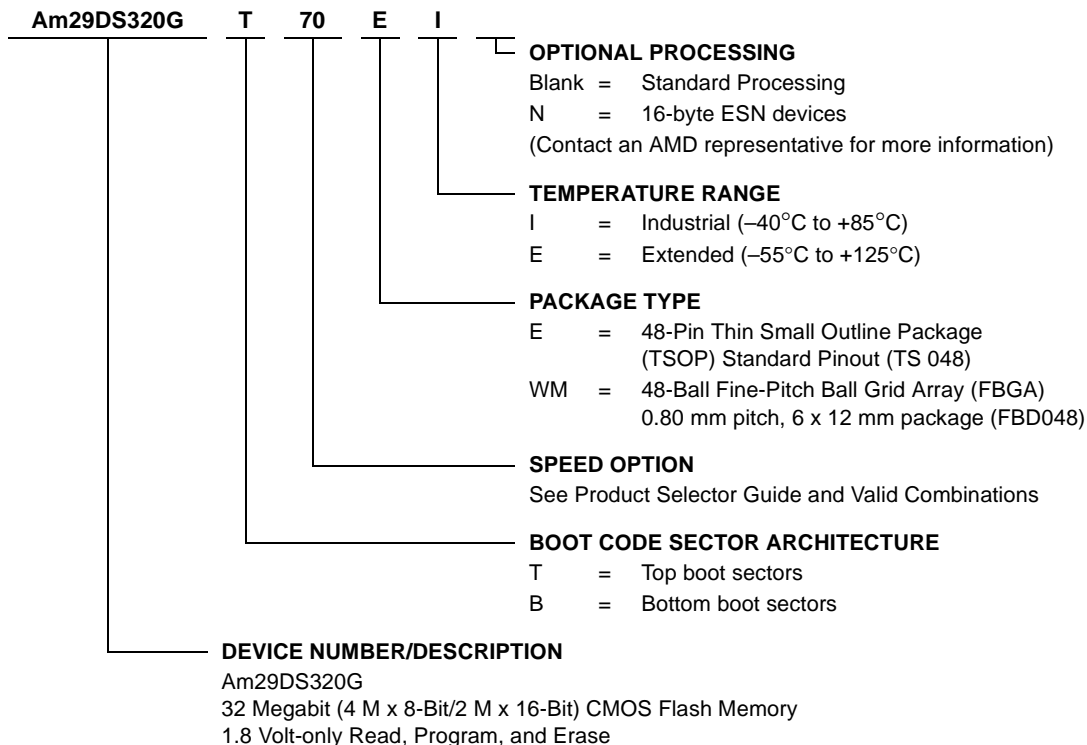 Am29DS320G T 70 E I
OPTIONAL PROCESSING
Blank = Standard Processing
N = 16-byte ESN devices
(Contact an AMD representative for more information)
TEMPERATURE RANGE
I = Industrial (–40°C to +85°C)
E = Extended (–55°C to +125°C)
PACKAGE TYPE
E = 48-Pin Thin Small Outline Package
(TSOP) Standard Pinout (TS 048)
WM = 48-Ball Fine-Pitch Ball Grid Array (FBGA)
0.80 mm pitch, 6 x 12 mm package (FBD048)
SPEED OPTION
See Product Selector Guide and Valid Combinations
BOOT CODE SECTOR ARCHITECTURE
T = Top boot sectors
B = Bottom boot sectors
DEVICE NUMBER/DESCRIPTION
Am29DS320G
32 Megabit (4 M x 8-Bit/2 M x 16-Bit) CMOS Flash Memory
1.8 Volt-only Read, Program, and Erase